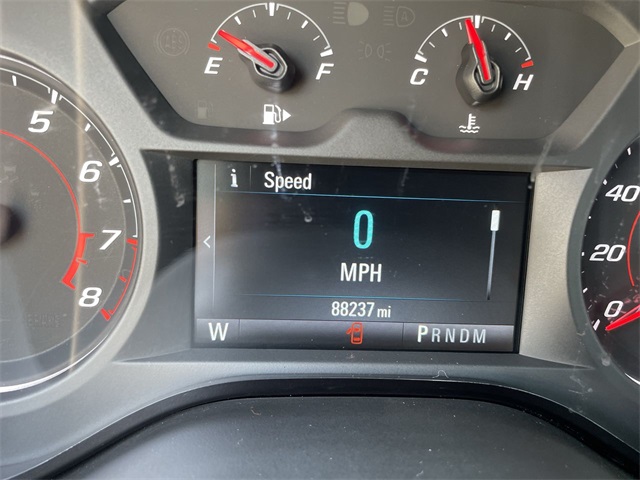 E F
C H
5
6
7
8
i Speed
0
MPH
88237 mi
W PRNDM
40
20
0